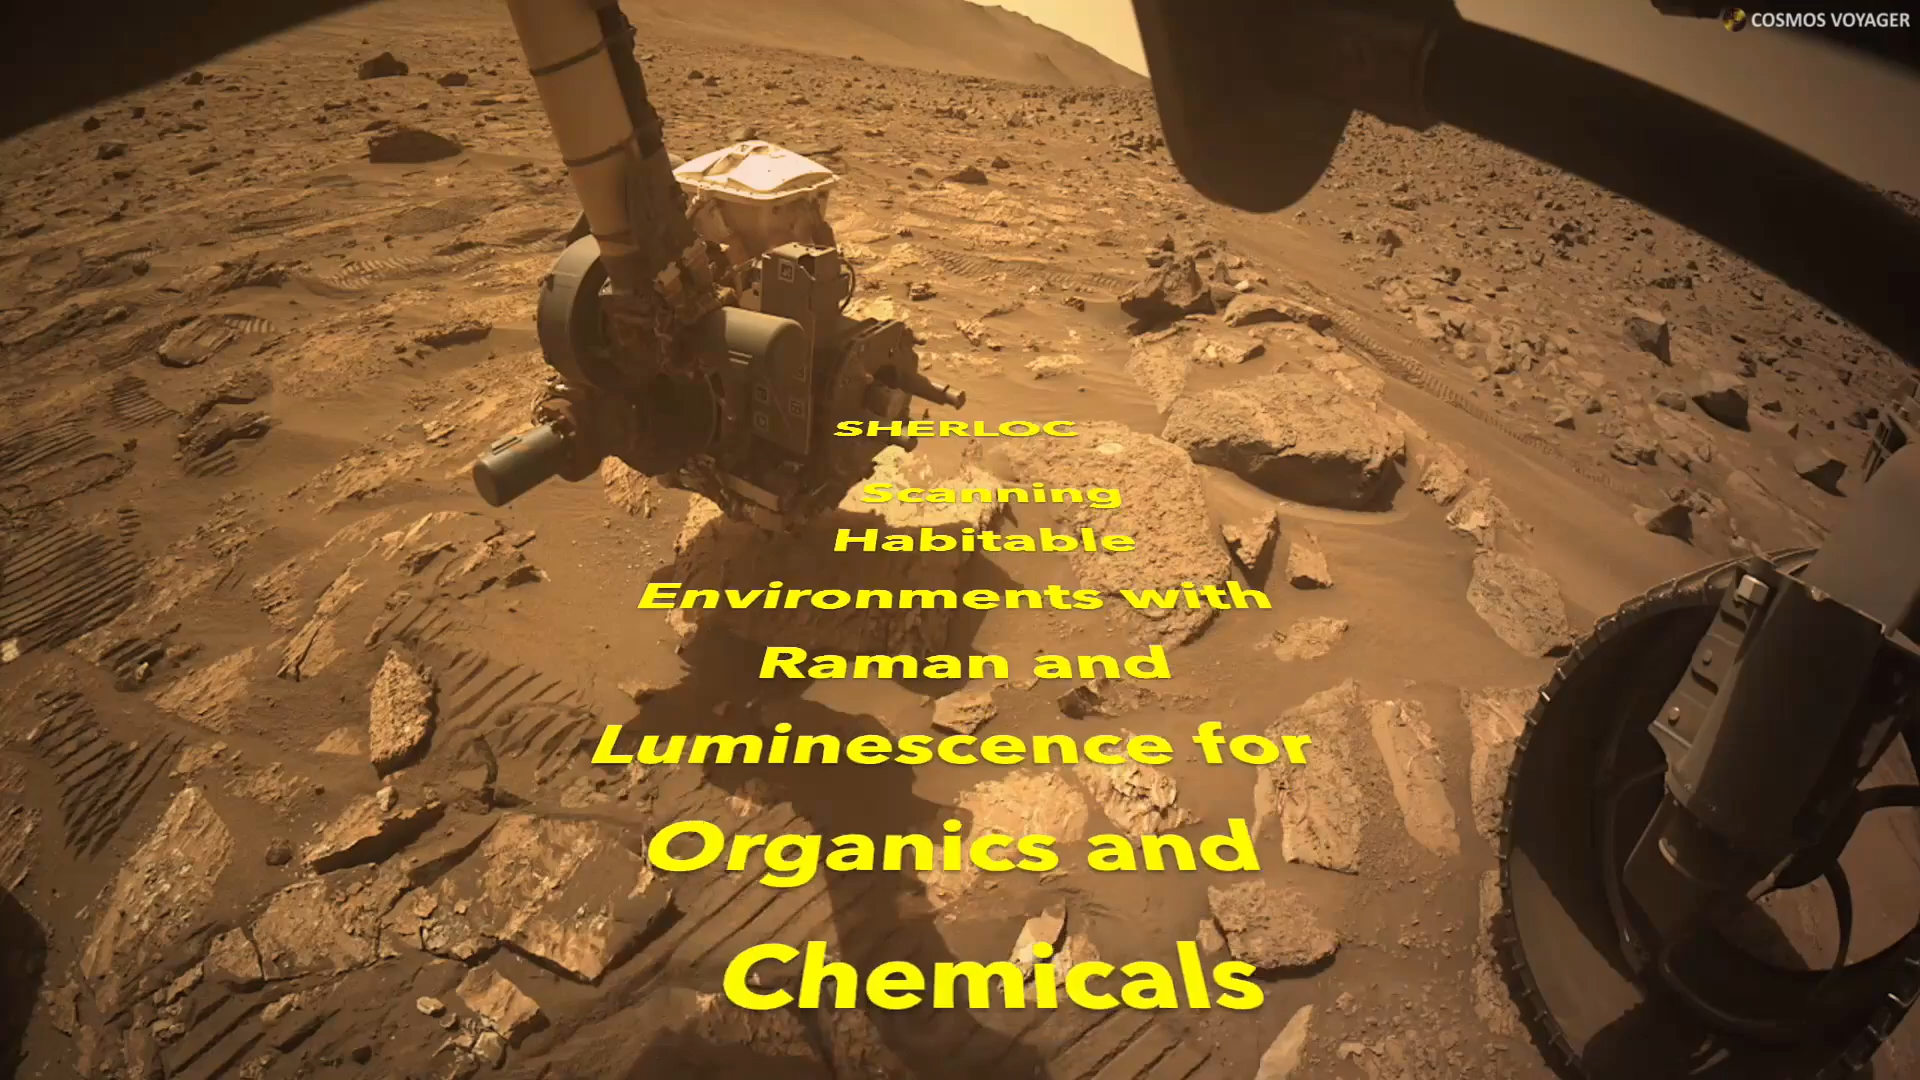 COSMOS VOYAGER
SHERLOC
Scanning
Habitable
Environments with
Raman and
Luminescence for
Organics and
Chemicals